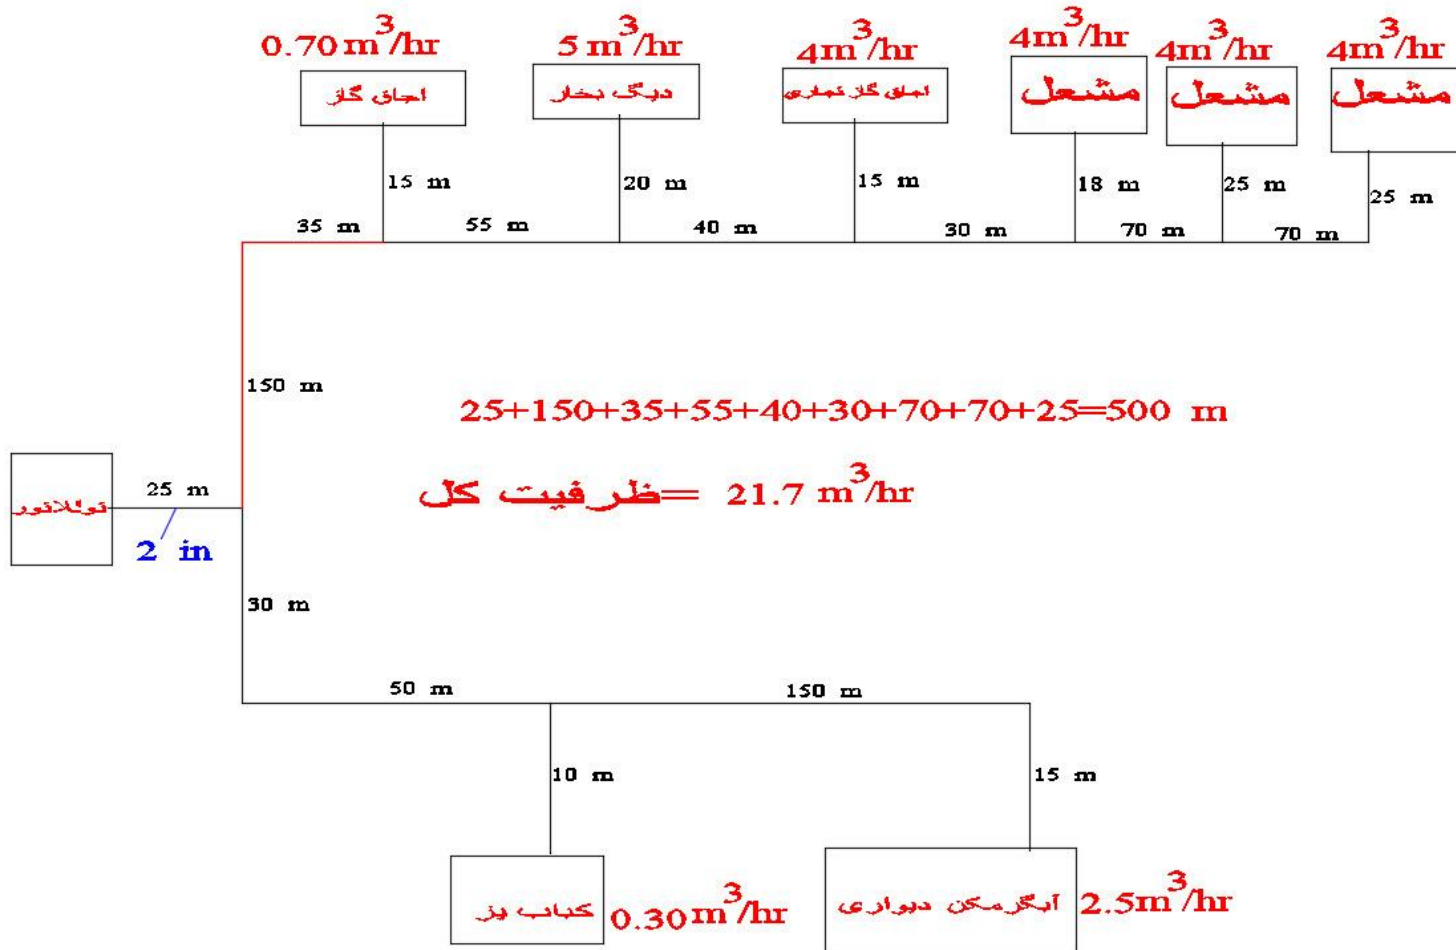 0.70 m³/hr
5 m³/hr
4m³/hr
4m³/hr
4m³/hr
4m³/hr
اجاق گاز
دیگ بخار
اجاق گاز تجاری
مشعل
مشعل
مشعل
15 m
20 m
15 m
18 m
25 m
25 m
35 m
55 m
40 m
30 m
70 m
70 m
150 m
25+150+35+55+40+30+70+70+25=500 m
ظرفیت کل= 21.7 m³/hr
25 m
2 in
30 m
50 m
150 m
10 m
15 m
کباب پز
0.30 m³/hr
آبگرمکن دیواری
2.5m³/hr